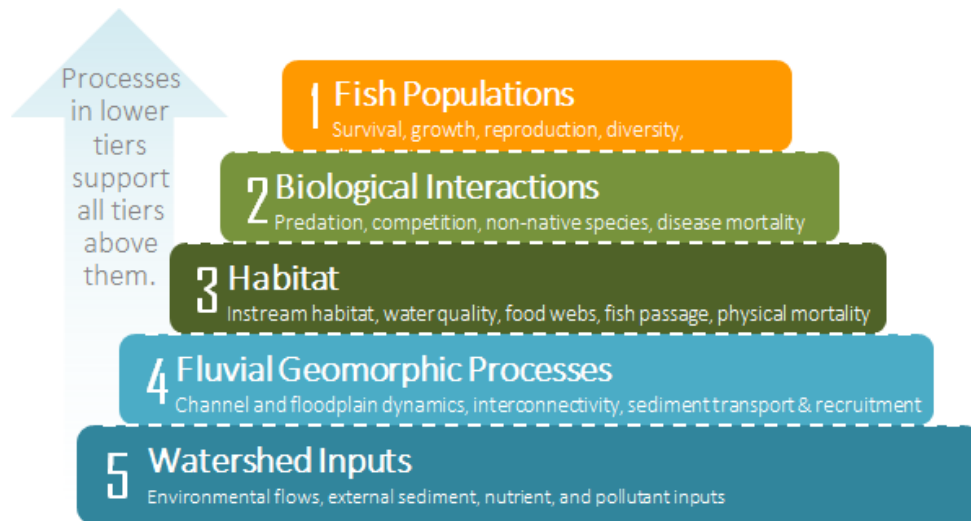 Processes
in lower
tiers
support
all tiers
above
them.
1 Fish Populations
Survival, growth, reproduction, diversity,
2 Biological Interactions
Predation, competition, non-native species, disease mortality
3 Habitat
Instream habitat, water quality, food webs, fish passage, physical mortality
4 Fluvial Geomorphic Processes
Channel and floodplain dynamics, interconnectivity, sediment transport & recruitment
5 Watershed Inputs
Environmental flows, external sediment, nutrient, and pollutant inputs